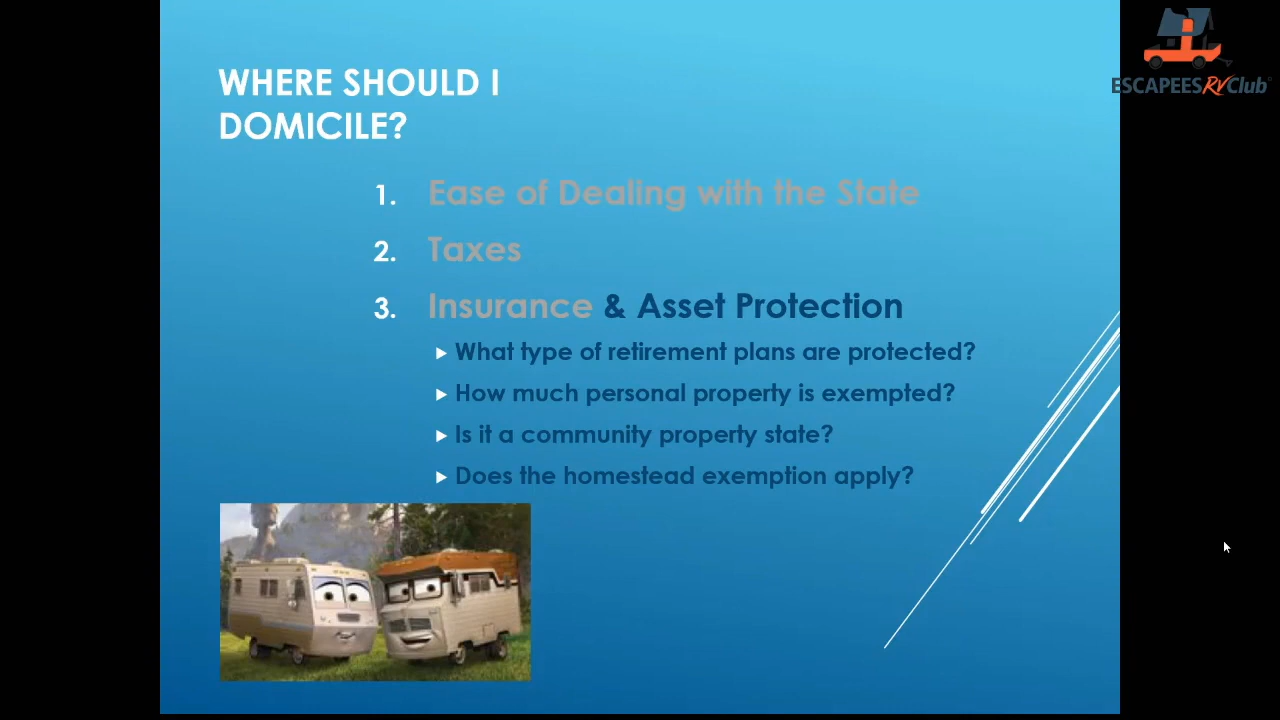 ESCAPEES RV Club
WHERE SHOULD I
DOMICILE?
1. Ease of Dealing with the State
2. Taxes
3. Insurance & Asset Protection
What type of retirement plans are protected?
How much personal property is exempted?
Is it a community property state?
Does the homestead exemption apply?